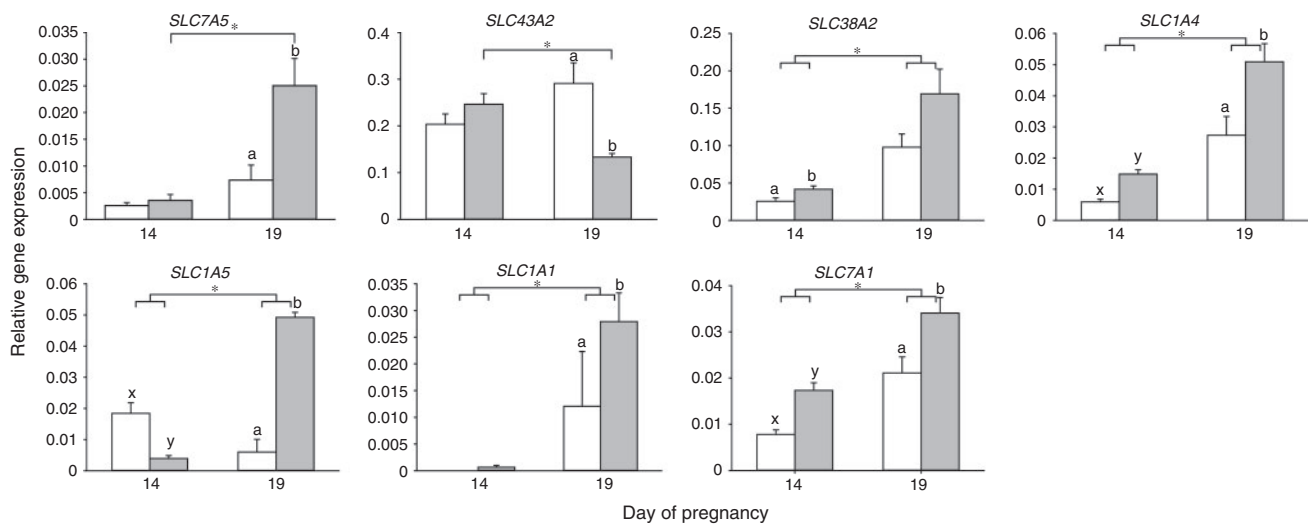 SLC7A5
*
0.035
0.030
0.025
0.020
0.015
0.010
0.005
0
a
b
14
19
SLC43A2
*
0.4
0.3
0.2
0.1
0
a
b
14
19
SLC38A2
*
0.20
0.15
0.10
0.05
0.00
a
b
14
19
SLC1A4
*
0.06
0.05
0.04
0.03
0.02
0.01
0
x
y
a
b
14
19
Relative gene expression
SLC1A5
*
0.06
0.05
0.04
0.03
0.02
0.01
0
x
y
a
b
14
19
SLC1A1
*
0.035
0.030
0.025
0.020
0.015
0.010
0.005
0
a
b
14
19
SLC7A1
*
0.04
0.03
0.02
0.01
0
x
y
a
b
14
19
Day of pregnancy